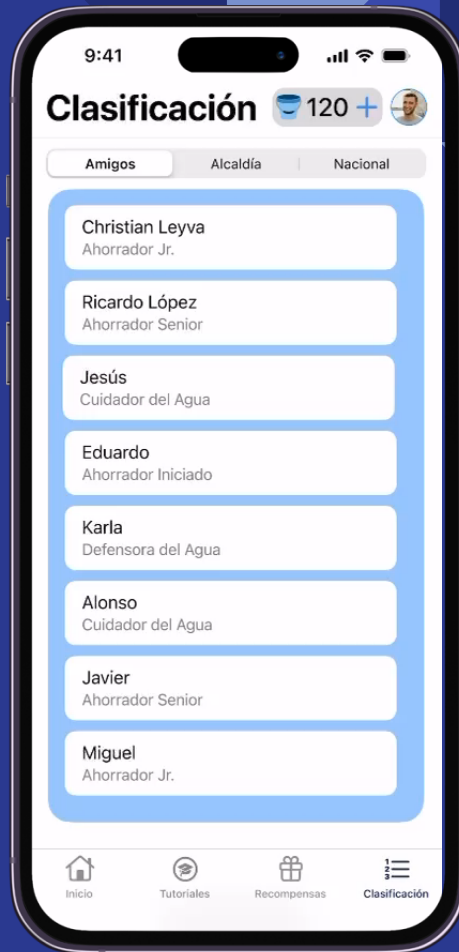 9:41
Clasificación 120 +
Amigos Alcaldía Nacional
Christian Leyva
Ahorrador Jr.
Ricardo López
Ahorrador Senior
Jesús
Cuidador del Agua
Eduardo
Ahorrador Iniciado
Karla
Defensora del Agua
Alonso
Cuidador del Agua
Javier
Ahorrador Senior
Miguel
Ahorrador Jr.
Inicio Tutoriales Recompensas Clasificación